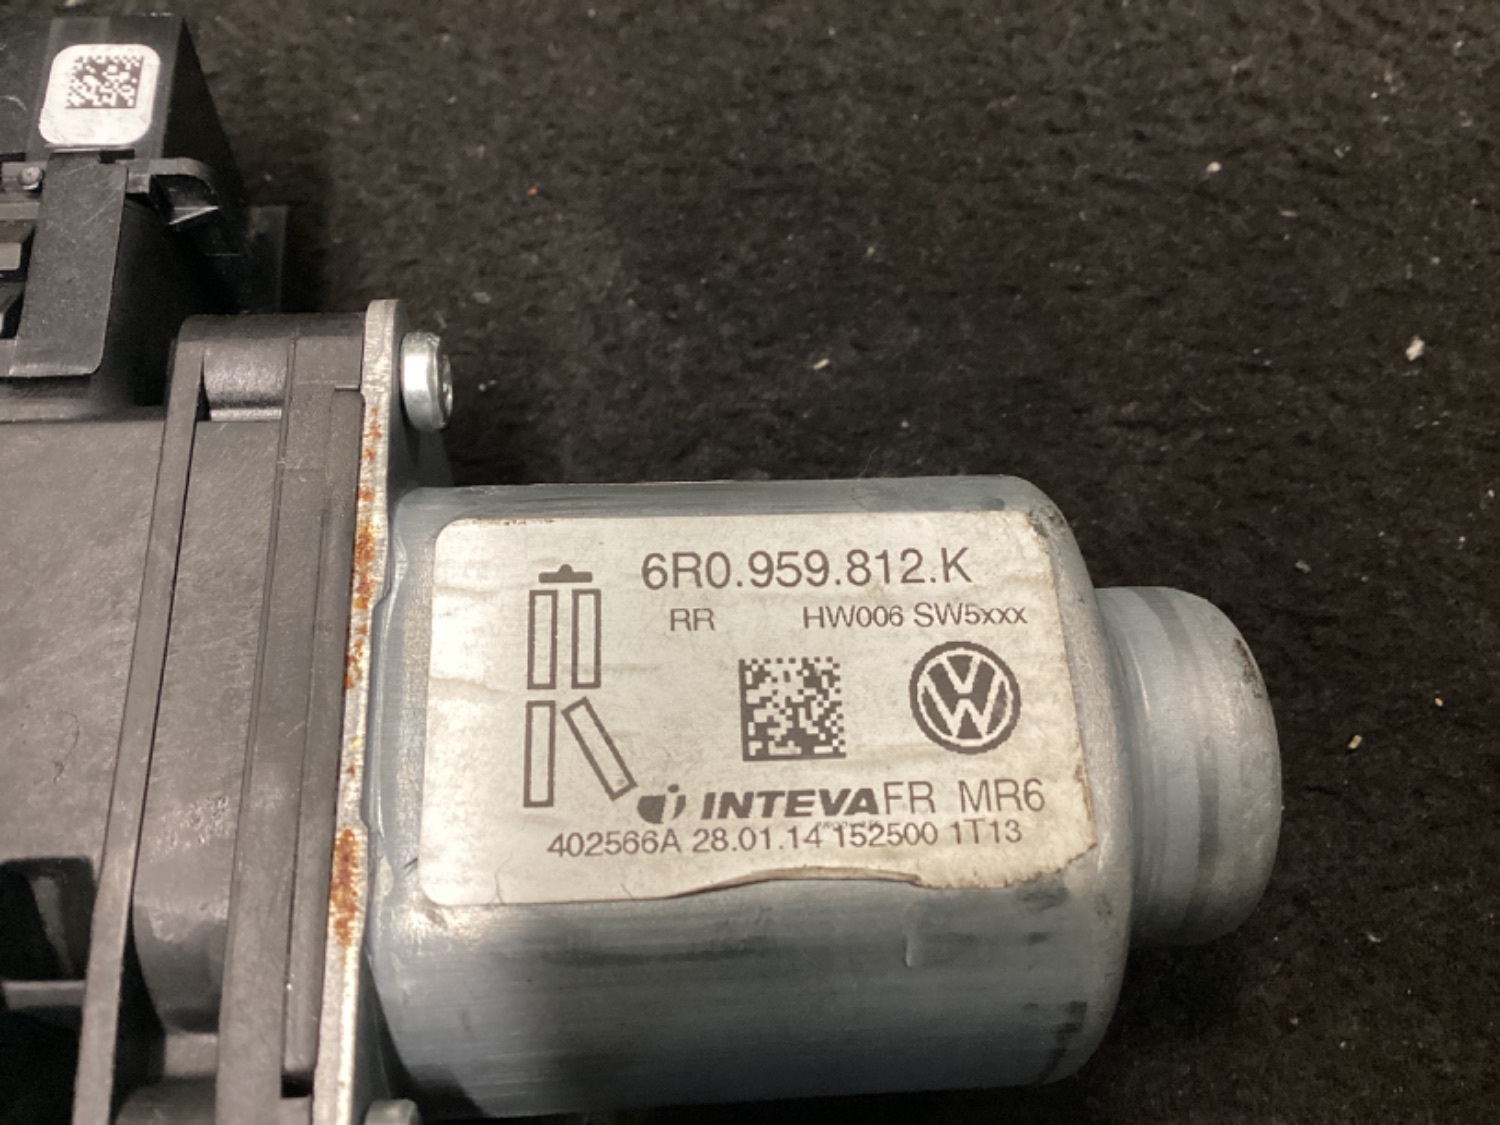 6R0.959.812.K
RR HW006 SW5xxx
INTEVA FR MR6
402566A 28.01.14 152500 1T13